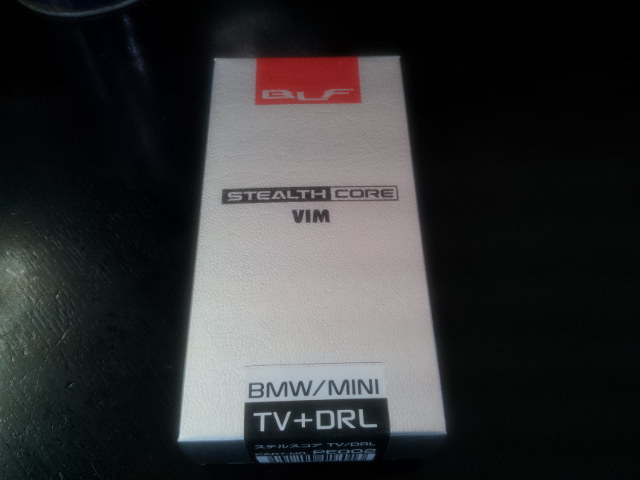 BLF
STEALTH CORE
VIM
BMW/MINI
TV+DRL
ステルスコア TV/DRL